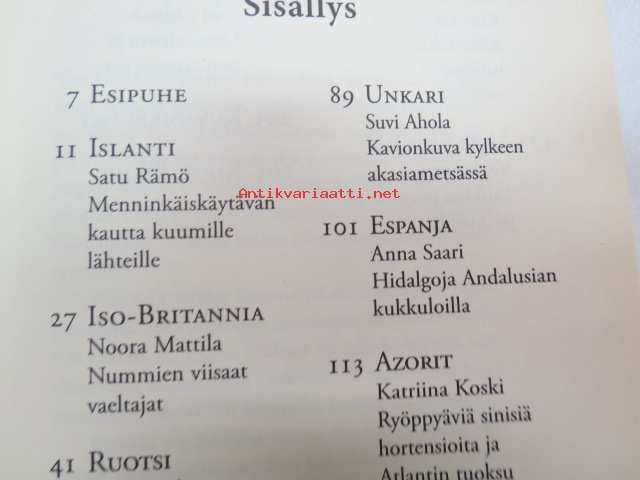 Sisällys
7 Esipuhe
11 Islanti
Satu Rämö
Menninkäiskäytävän
kautta kuumille
lähteille
27 Iso-Britannia
Noora Mattila
Nummien viisaat
vaeltajat
41 Ruotsi
89 Unkari
Suvi Ahola
Kavionkuva kylkeen
akasiametsässä
101 Espanja
Anna Saari
Hidalgoja Andalusian
kukkuloilla
113 Azorit
Katriina Koski
Ryöppyäviä sinisiä
hortensioita ja
Atlantin tuoksu
Antikvariaatti.net